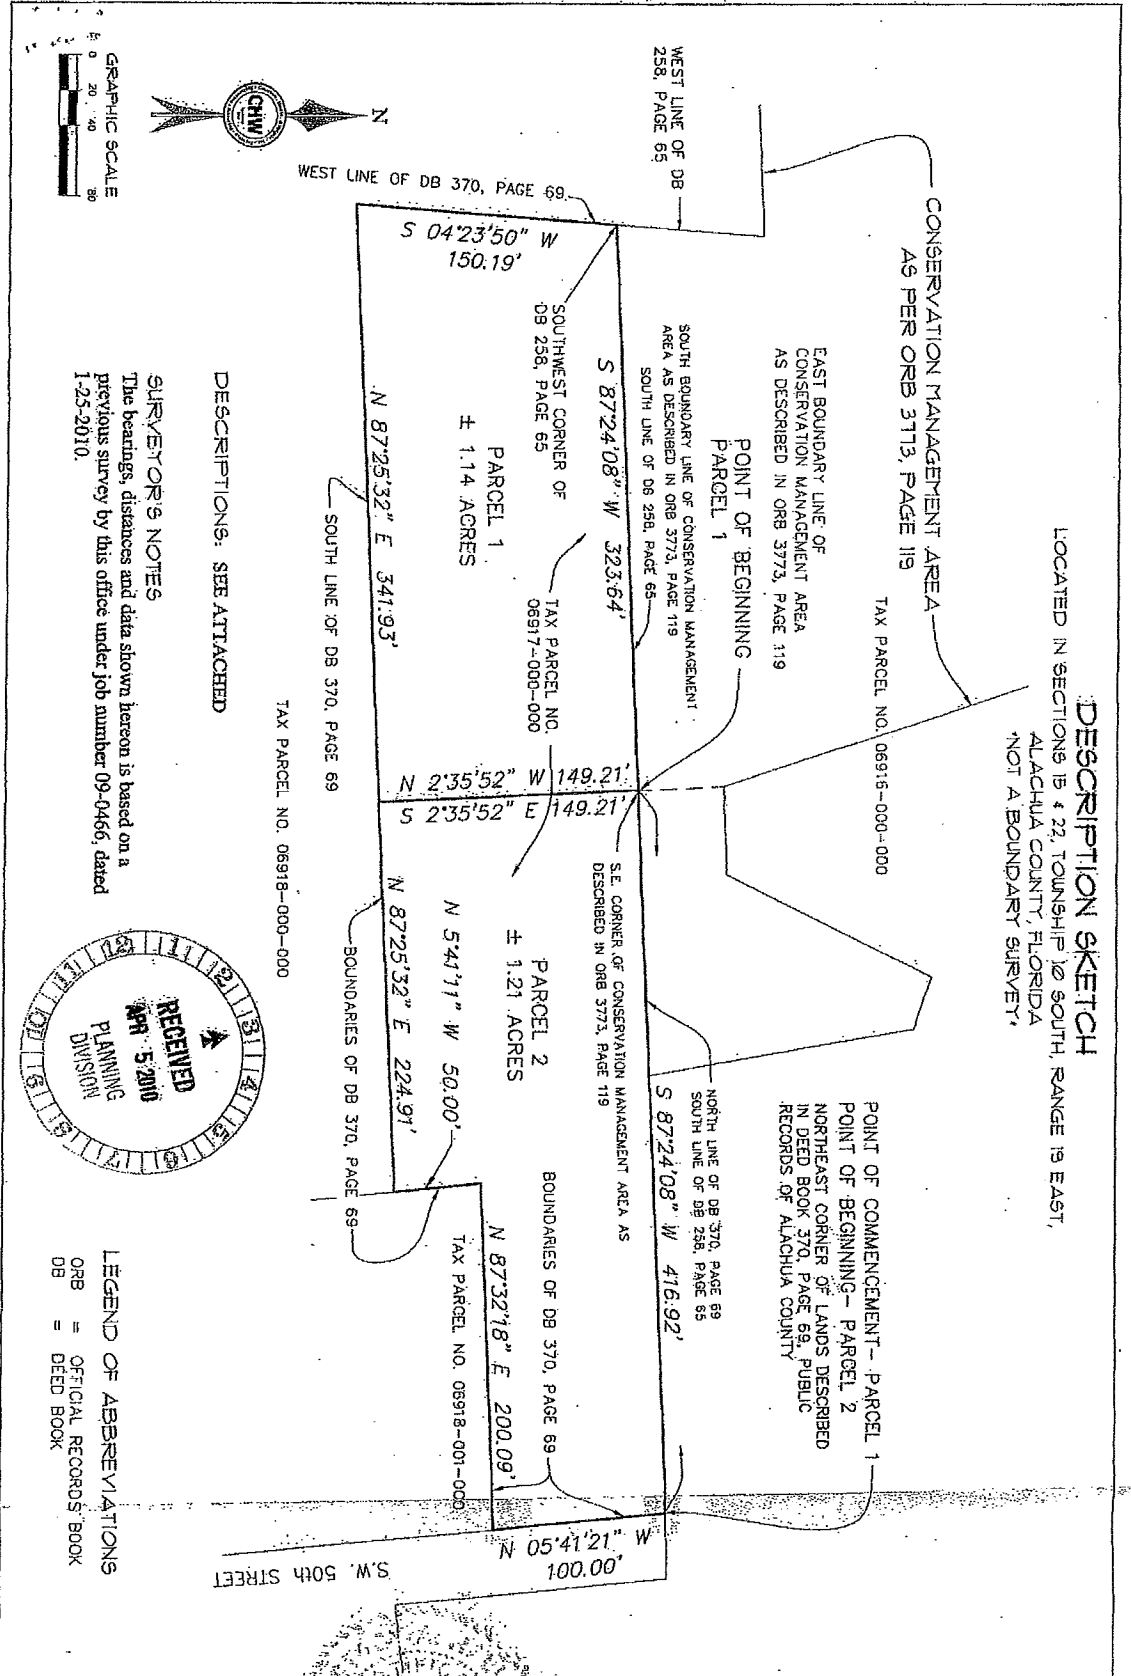 DESCRIPTION SKETCH
LOCATED IN SECTIONS 15 & 22, TOWNSHIP 10 SOUTH, RANGE 19 EAST,
ALACHUA COUNTY, FLORIDA
"NOT A BOUNDARY SURVEY"
CONSERVATION MANAGEMENT AREA
AS PER ORB 3773, PAGE 119
TAX PARCEL NO. 06916-000-000
WEST LINE OF DB
258, PAGE 65
EAST BOUNDARY LINE OF
CONSERVATION MANAGEMENT AREA
AS DESCRIBED IN ORB 3773, PAGE 119
POINT OF BEGINNING
PARCEL 1
SOUTH BOUNDARY LINE OF CONSERVATION MANAGEMENT
AREA AS DESCRIBED IN ORB 3773, PAGE 119
SOUTH LINE OF DB 258, PAGE 65
POINT OF COMMENCEMENT- PARCEL 1
POINT OF BEGINNING- PARCEL 2
NORTHEAST CORNER OF LANDS DESCRIBED
IN DEED BOOK 370, PAGE 69, PUBLIC
RECORDS OF ALACHUA COUNTY
NORTH LINE OF DB 370, PAGE 69
SOUTH LINE OF DB 258, PAGE 65
S 87°24'08" W 323.64'
S 87°24'08" W 416.92'
N
CHW
WEST LINE OF DB 370, PAGE 69
S 04°23'50" W
150.19'
SOUTHWEST CORNER OF
DB 258, PAGE 65
PARCEL 1
± 1.14 ACRES
TAX PARCEL NO.
06917-000-000
N 2°35'52" W 149.21'
S 2°35'52" E 149.21'
S.E. CORNER OF CONSERVATION MANAGEMENT AREA AS
DESCRIBED IN ORB 3773, PAGE 119
PARCEL 2
± 1.21 ACRES
N 5°41'11" W 50.00'
BOUNDARIES OF DB 370, PAGE 69
N 87°32'18" E 200.09'
TAX PARCEL NO. 06918-001-000
N 05°41'21" W
100.00'
S.W. 50th STREET
N 87°25'32" E 341.93'
N 87°25'32" E 224.91'
SOUTH LINE OF DB 370, PAGE 69
BOUNDARIES OF DB 370, PAGE 69
TAX PARCEL NO. 06918-000-000
GRAPHIC SCALE
0 20 40 80
DESCRIPTIONS: SEE ATTACHED
SURVEYOR'S NOTES
The bearings, distances and data shown hereon is based on a
previous survey by this office under job number 09-0466, dated
1-25-2010.
RECEIVED
APR 5 2010
PLANNING
DIVISION
12 1 2 3 4 5 6 7 8 9 10 11
LEGEND OF ABBREVIATIONS
ORB = OFFICIAL RECORDS BOOK
DB = DEED BOOK